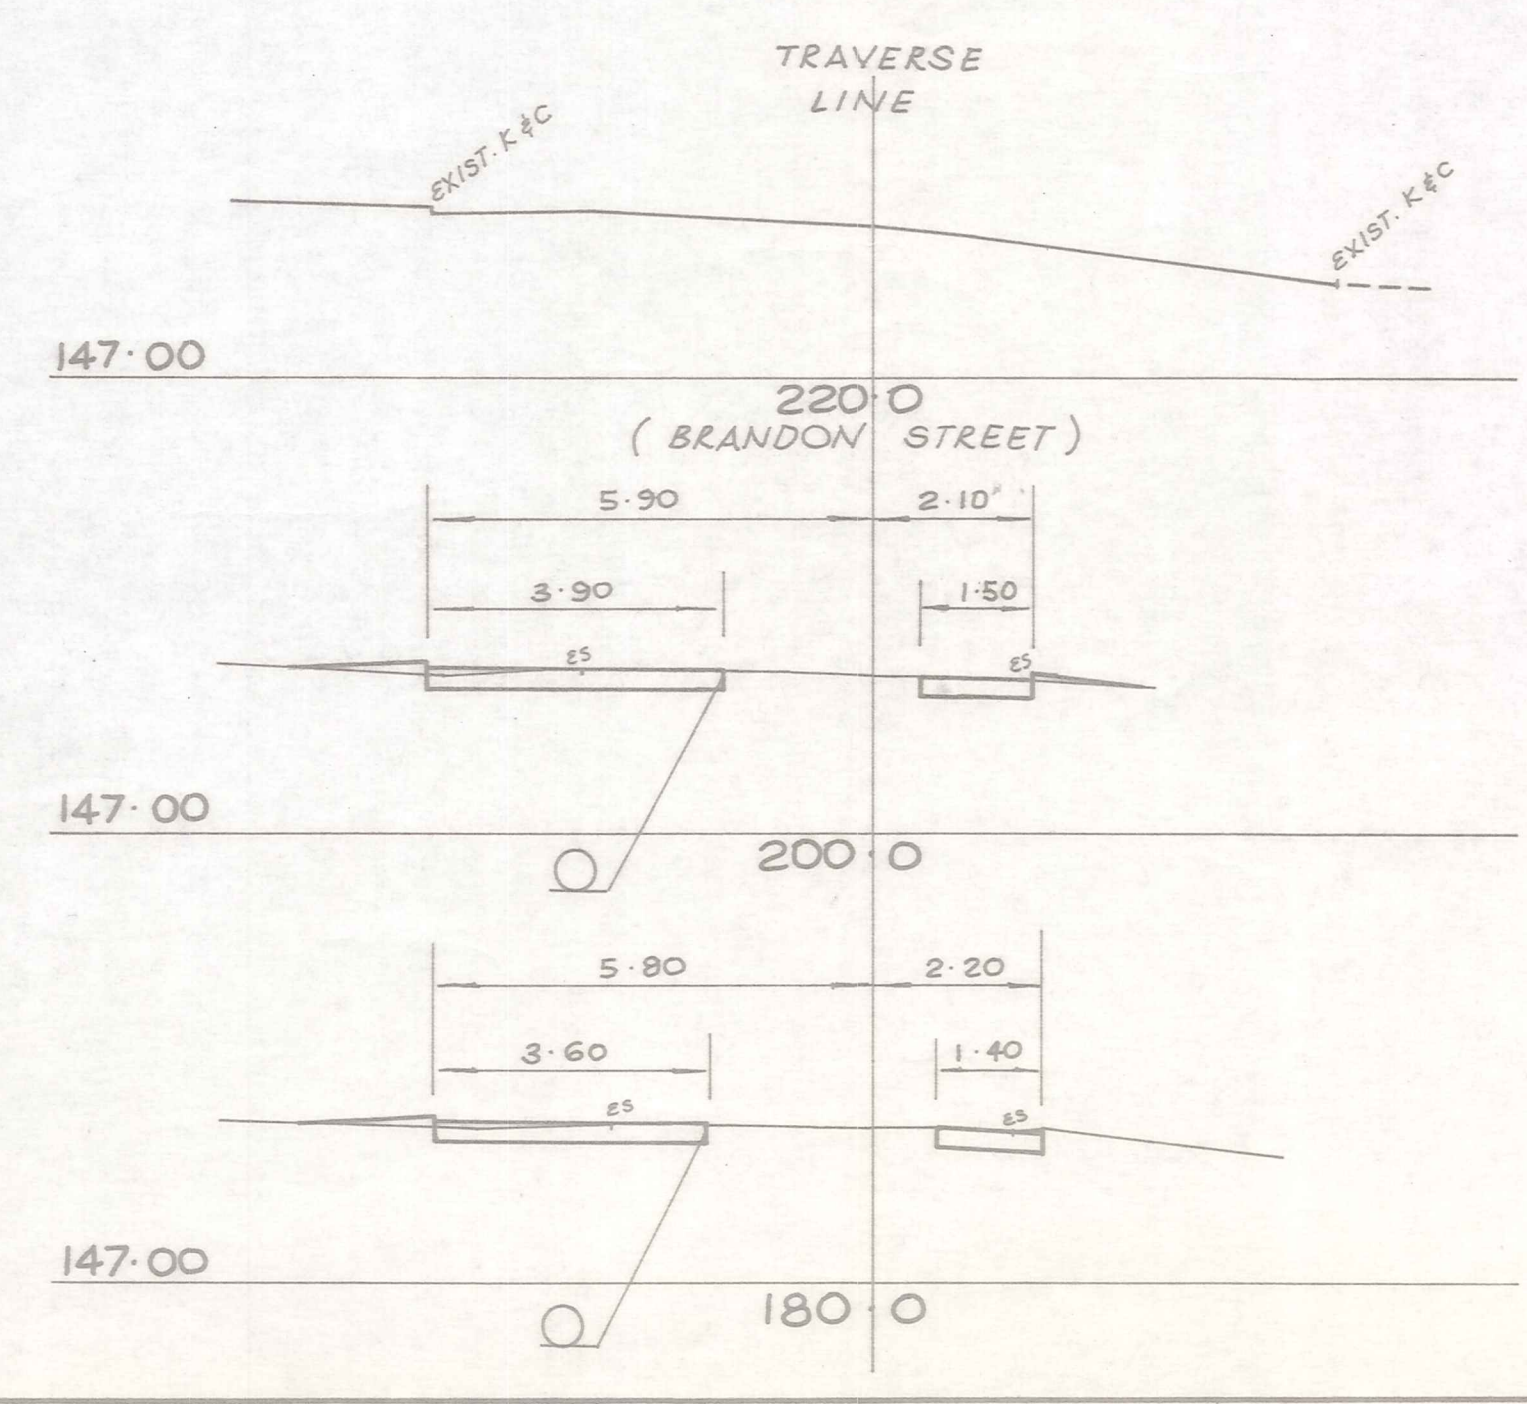 TRAVERSE
LINE
EXIST. K & C
EXIST. K & C
147·00
220·0
( BRANDON STREET )
5·90
2·10
3·90
1·50
ES
ES
147·00
200·0
5·80
2·20
3·60
1·40
ES
ES
147·00
180·0